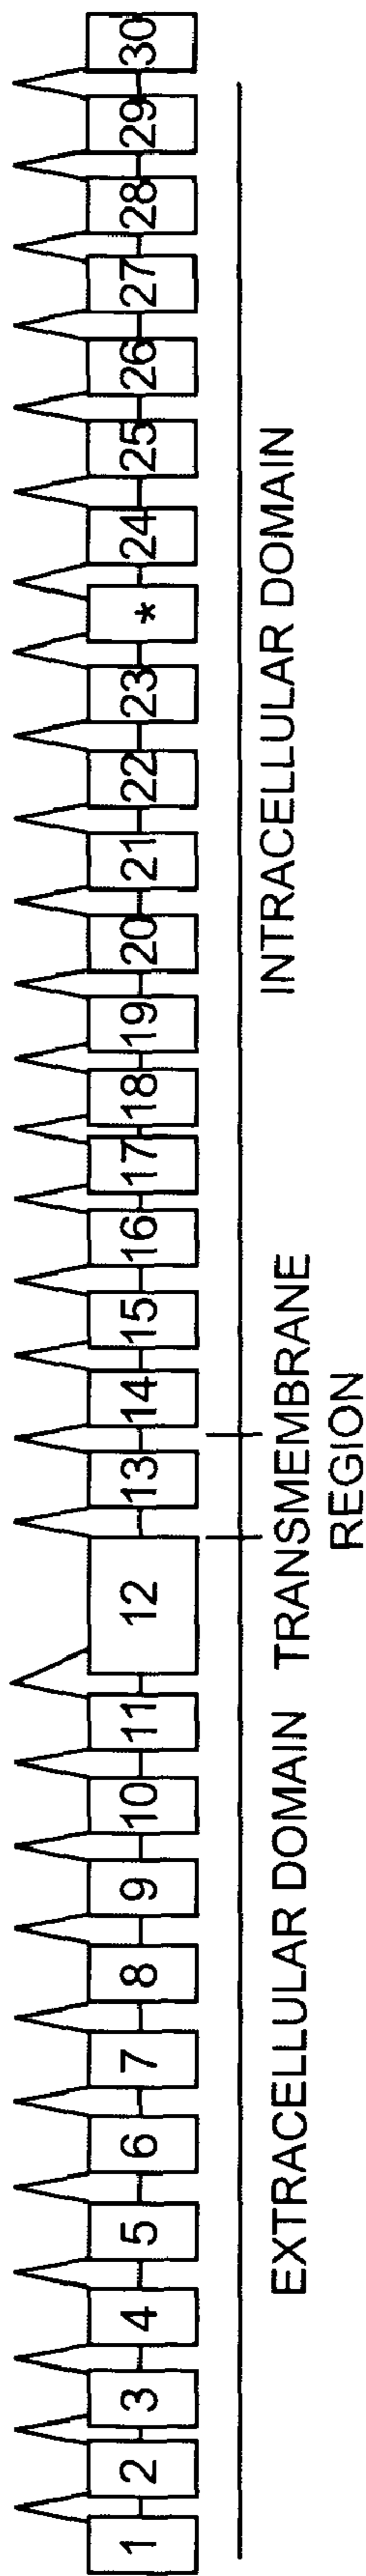 1 2 3 4 5 6 7 8 9 10 11 12 13 14 15 16 17 18 19 20 21 22 23 * 24 25 26 27 28 29 30
EXTRACELLULAR DOMAIN TRANSMEMBRANE INTRACELLULAR DOMAIN
REGION